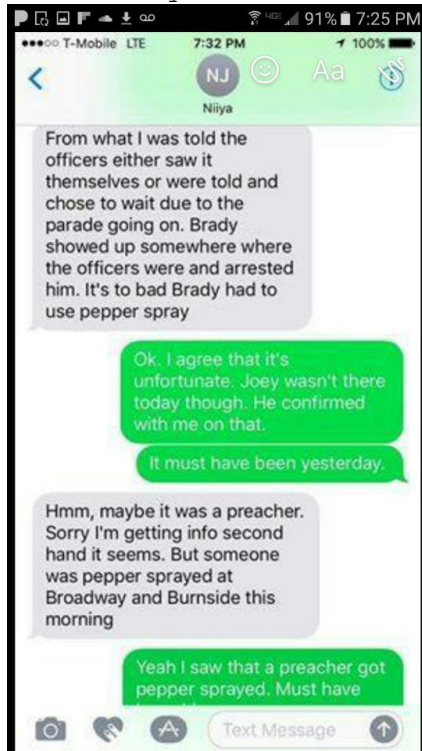 91% 7:25 PM
T-Mobile LTE 7:32 PM 100%
NJ
Aa
Niiya
From what I was told the
officers either saw it
themselves or were told and
chose to wait due to the
parade going on. Brady
showed up somewhere where
the officers were and arrested
him. It's to bad Brady had to
use pepper spray
Ok. I agree that it's
unfortunate. Joey wasn't there
today though. He confirmed
with me on that.
It must have been yesterday.
Hmm, maybe it was a preacher.
Sorry I'm getting info second
hand it seems. But someone
was pepper sprayed at
Broadway and Burnside this
morning
Yeah I saw that a preacher got
pepper sprayed. Must have
Text Message